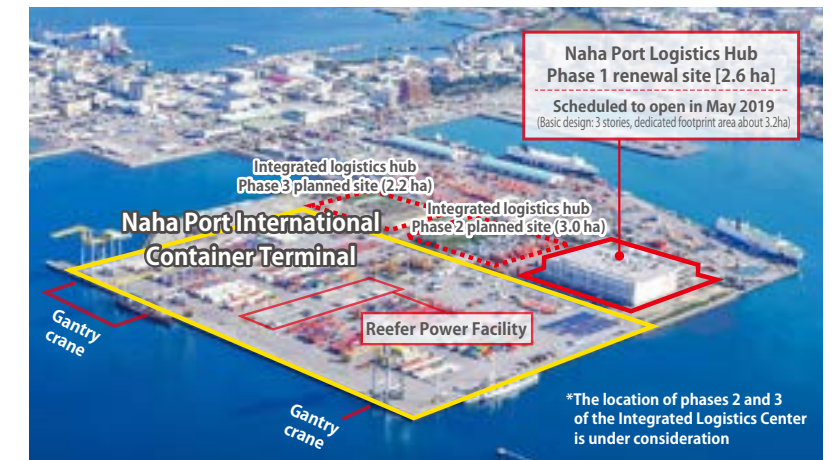 Naha Port Logistics Hub
Phase 1 renewal site [2.6 ha]
Scheduled to open in May 2019
(Basic design: 3 stories, dedicated footprint area about 3.2ha)
Integrated logistics hub
Phase 3 planned site (2.2 ha)
Integrated logistics hub
Phase 2 planned site (3.0 ha)
Naha Port International
Container Terminal
Reefer Power Facility
Gantry
crane
Gantry
crane
*The location of phases 2 and 3
of the Integrated Logistics Center
is under consideration